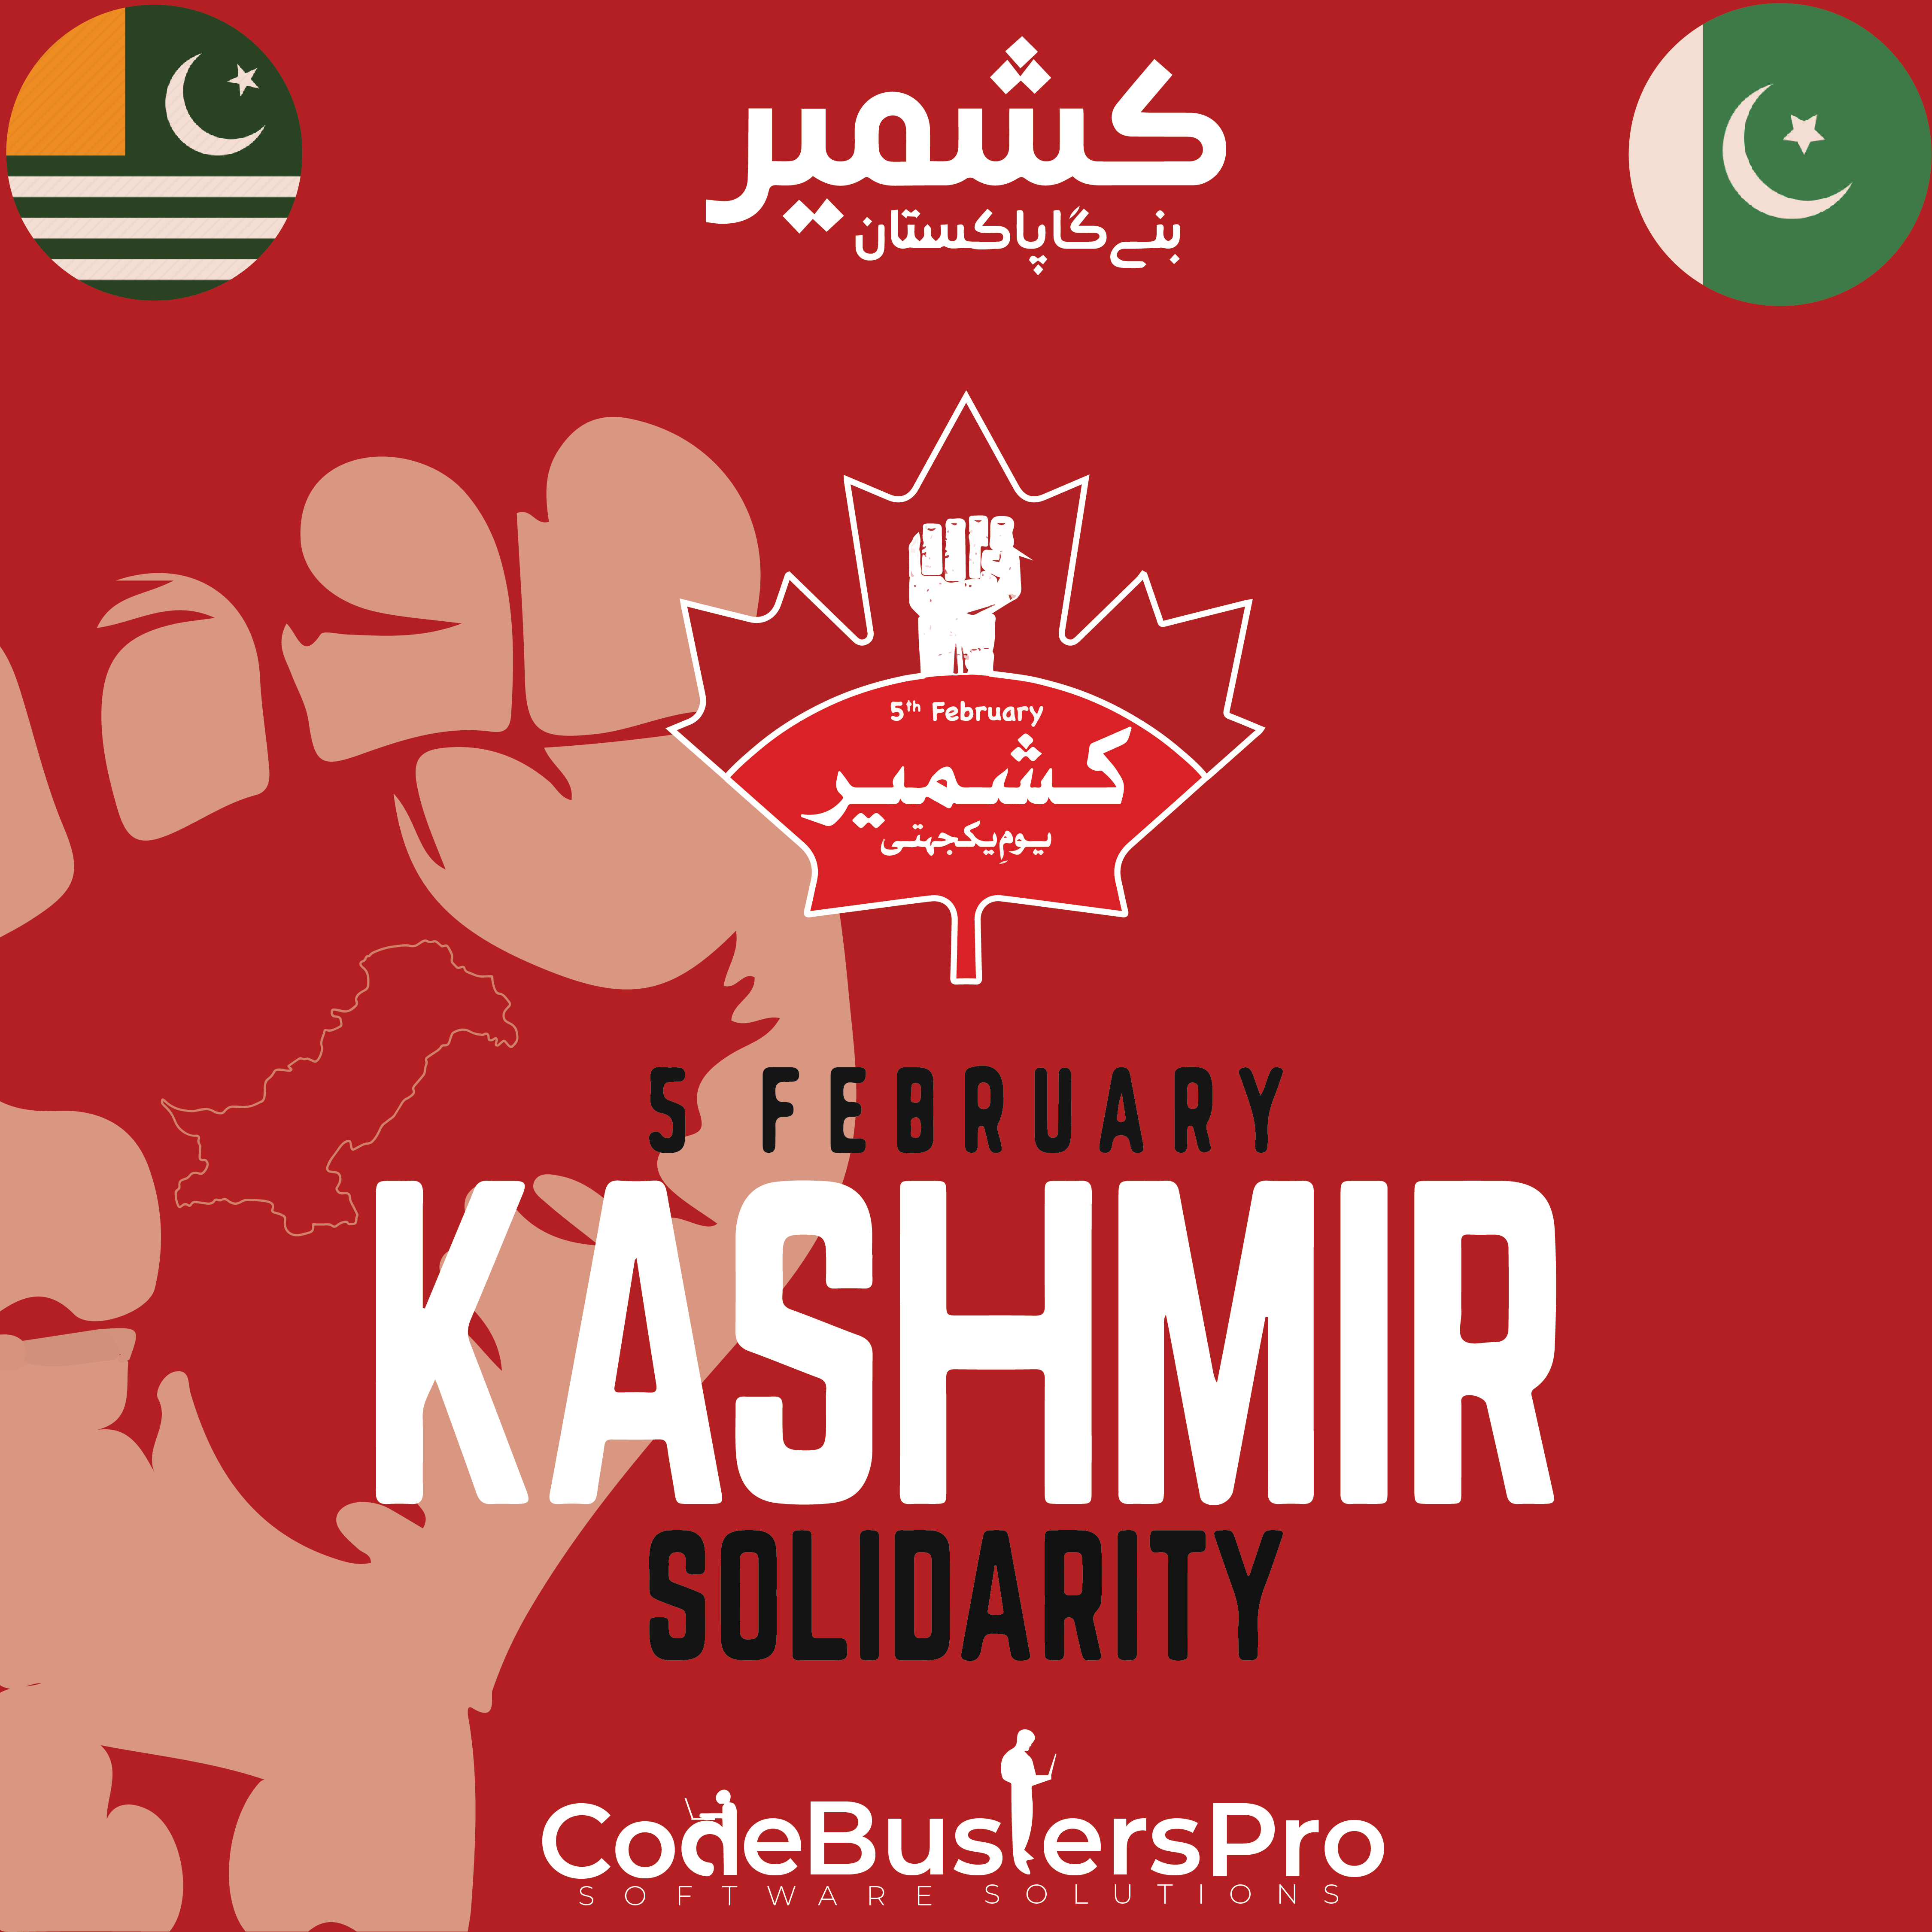 کشمیر
بنے گا پاکستان
5th February
کشمیر
یوم یکجہتی
5 FEBRUARY
KASHMIR
SOLIDARITY
CodeBustersPro
SOFTWARE SOLUTIONS